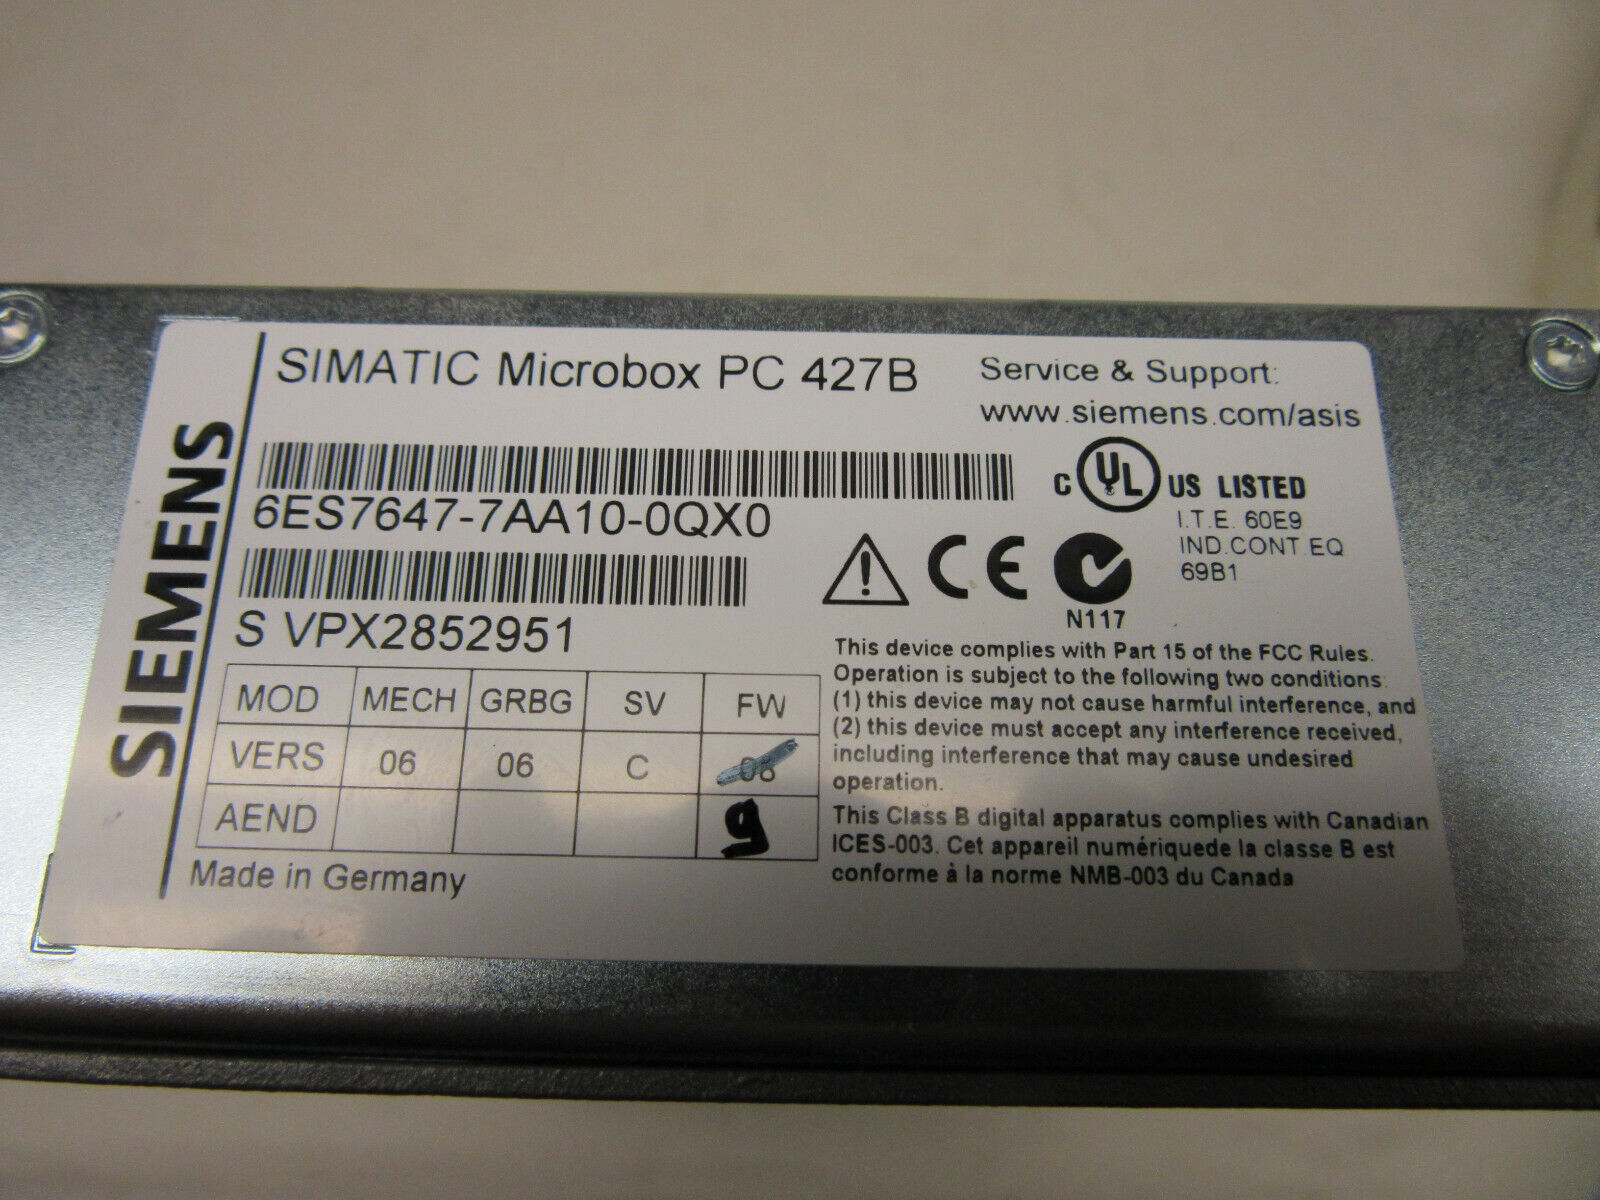 SIEMENS
SIMATIC Microbox PC 427B
Service & Support:
www.siemens.com/asis
6ES7647-7AA10-0QX0
S VPX2852951
C UL US LISTED
I.T.E. 60E9
IND.CONT.EQ
69B1
CE
N117
MOD MECH GRBG SV FW
VERS 06 06 C 08
AEND 9
Made in Germany
This device complies with Part 15 of the FCC Rules.
Operation is subject to the following two conditions:
(1) this device may not cause harmful interference, and
(2) this device must accept any interference received,
including interference that may cause undesired
operation.
This Class B digital apparatus complies with Canadian
ICES-003. Cet appareil numériquede la classe B est
conforme à la norme NMB-003 du Canada